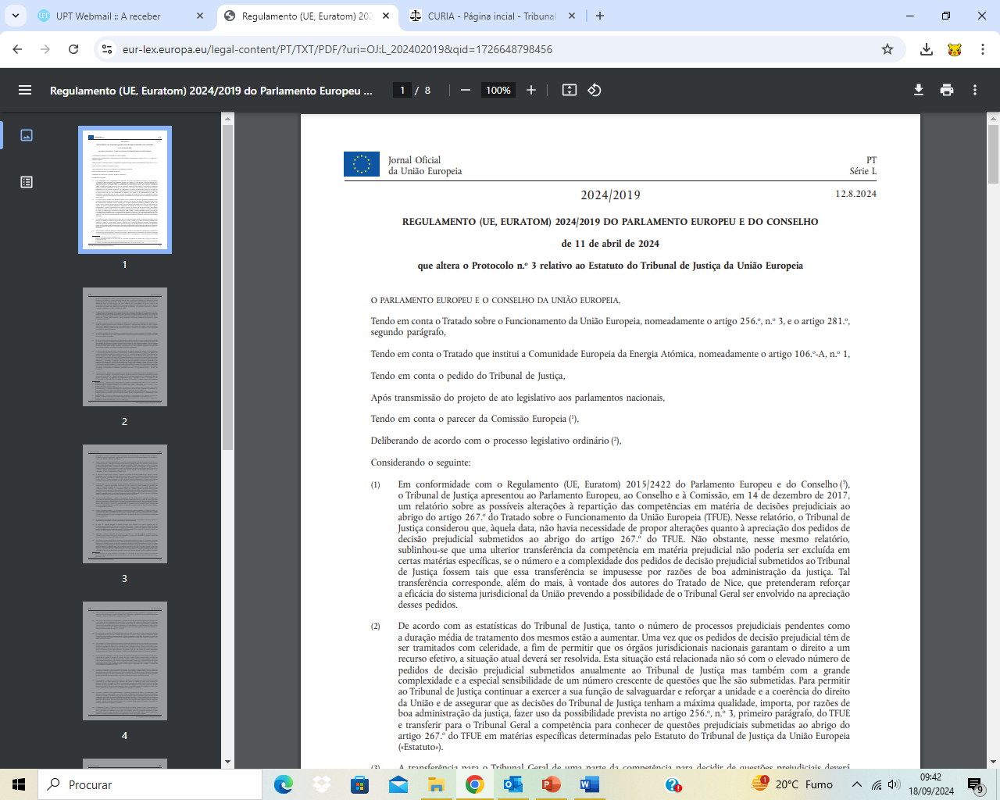 UPT Webmail :: A receber
Regulamento (UE, Euratom) 202
CURIA - Página incial - Tribunal
eur-lex.europa.eu/legal-content/PT/TXT/PDF/?uri=OJ:L_202402019&qid=1726648798456
Regulamento (UE, Euratom) 2024/2019 do Parlamento Europeu ...
1 / 8
100%
1
2
3
4
Jornal Oficial
da União Europeia
PT
Série L
2024/2019
12.8.2024
REGULAMENTO (UE, EURATOM) 2024/2019 DO PARLAMENTO EUROPEU E DO CONSELHO
de 11 de abril de 2024
que altera o Protocolo n.º 3 relativo ao Estatuto do Tribunal de Justiça da União Europeia
O PARLAMENTO EUROPEU E O CONSELHO DA UNIÃO EUROPEIA,
Tendo em conta o Tratado sobre o Funcionamento da União Europeia, nomeadamente o artigo 256.º, n.º 3, e o artigo 281.º,
segundo parágrafo,
Tendo em conta o Tratado que institui a Comunidade Europeia da Energia Atómica, nomeadamente o artigo 106.º-A, n.º 1,
Tendo em conta o pedido do Tribunal de Justiça,
Após transmissão do projeto de ato legislativo aos parlamentos nacionais,
Tendo em conta o parecer da Comissão Europeia (¹),
Deliberando de acordo com o processo legislativo ordinário (²),
Considerando o seguinte:
(1) Em conformidade com o Regulamento (UE, Euratom) 2015/2422 do Parlamento Europeu e do Conselho (³),
o Tribunal de Justiça apresentou ao Parlamento Europeu, ao Conselho e à Comissão, em 14 de dezembro de 2017,
um relatório sobre as possíveis alterações à repartição das competências em matéria de decisões prejudiciais ao
abrigo do artigo 267.º do Tratado sobre o Funcionamento da União Europeia (TFUE). Nesse relatório, o Tribunal de
Justiça considerou que, àquela data, não havia necessidade de propor alterações quanto à apreciação dos pedidos de
decisão prejudicial submetidos ao abrigo do artigo 267.º do TFUE. Não obstante, nesse mesmo relatório,
sublinhou-se que uma ulterior transferência da competência em matéria prejudicial não poderia ser excluída em
certas matérias específicas, se o número e a complexidade dos pedidos de decisão prejudicial submetidos ao Tribunal
de Justiça fossem tais que essa transferência se impusesse por razões de boa administração da justiça. Tal
transferência corresponde, além do mais, à vontade dos autores do Tratado de Nice, que pretenderam reforçar
a eficácia do sistema jurisdicional da União prevendo a possibilidade de o Tribunal Geral ser envolvido na apreciação
desses pedidos.
(2) De acordo com as estatísticas do Tribunal de Justiça, tanto o número de processos prejudiciais pendentes como
a duração média de tratamento dos mesmos estão a aumentar. Uma vez que os pedidos de decisão prejudicial têm de
ser tramitados com celeridade, a fim de permitir que os órgãos jurisdicionais nacionais garantam o direito a um
recurso efetivo, a situação atual deverá ser resolvida. Esta situação está relacionada não só com o elevado número de
pedidos de decisão prejudicial submetidos anualmente ao Tribunal de Justiça mas também com a grande
complexidade e a especial sensibilidade de um número crescente de questões que lhe são submetidas. Para permitir
ao Tribunal de Justiça continuar a exercer a sua função de salvaguardar e reforçar a unidade e a coerência do direito
da União e de assegurar que as decisões do Tribunal de Justiça tenham a máxima qualidade, importa, por razões de
boa administração da justiça, fazer uso da possibilidade prevista no artigo 256.º, n.º 3, primeiro parágrafo, do TFUE
e transferir para o Tribunal Geral a competência para conhecer de questões prejudiciais submetidas ao abrigo do
artigo 267.º do TFUE em matérias específicas determinadas pelo Estatuto do Tribunal de Justiça da União Europeia
(«Estatuto»).
(3) A transferência para o Tribunal Geral de uma parte da competência para decidir de questões prejudiciais deverá
Procurar
1
20°C Fumo
09:42
18/09/2024
9